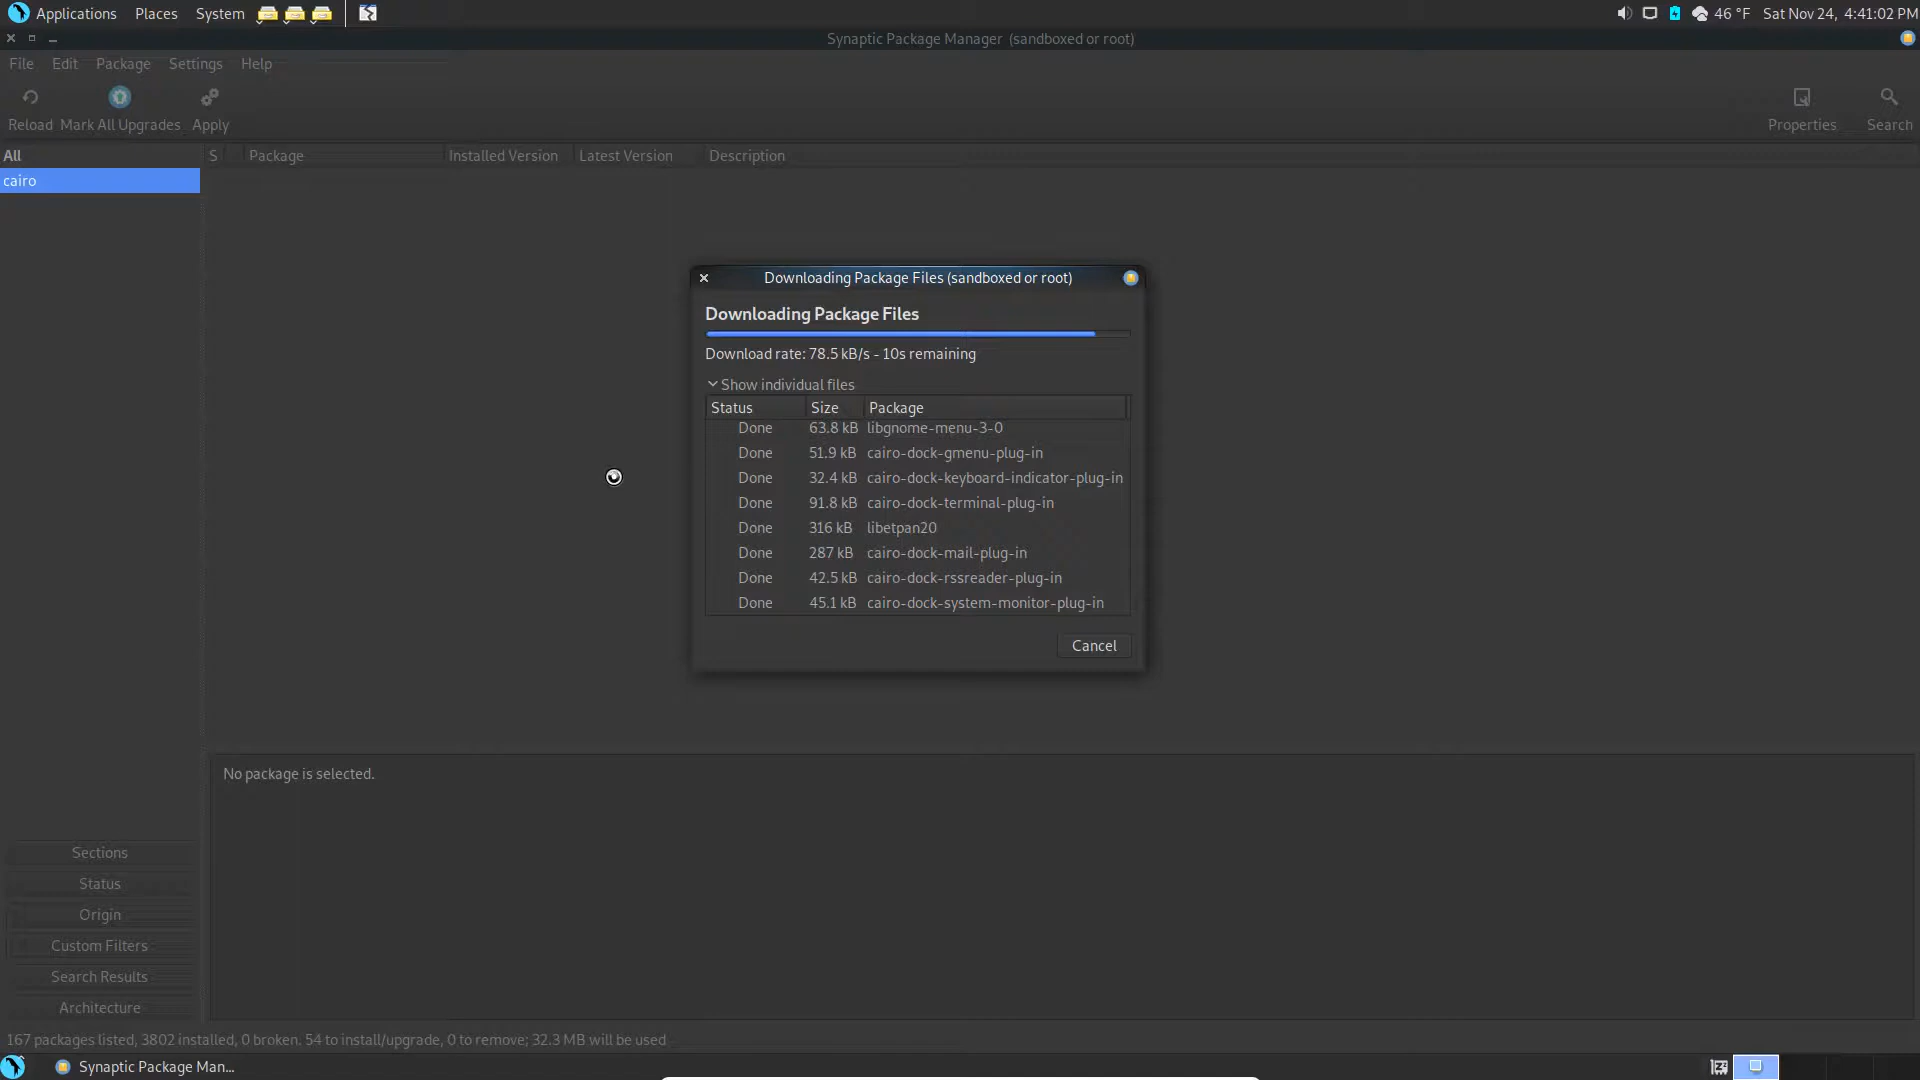 Applications Places System 46 °F Sat Nov 24, 4:41:02 PM
Synaptic Package Manager (sandboxed or root)
File Edit Package Settings Help
Reload Mark All Upgrades Apply Properties Search
All S Package Installed Version Latest Version Description
cairo
Downloading Package Files (sandboxed or root)
Downloading Package Files
Download rate: 78.5 kB/s - 10s remaining
Show individual files
Status Size Package
Done 63.8 kB libgnome-menu-3-0
Done 51.9 kB cairo-dock-gmenu-plug-in
Done 32.4 kB cairo-dock-keyboard-indicator-plug-in
Done 91.8 kB cairo-dock-terminal-plug-in
Done 316 kB libetpan20
Done 287 kB cairo-dock-mail-plug-in
Done 42.5 kB cairo-dock-rssreader-plug-in
Done 45.1 kB cairo-dock-system-monitor-plug-in
Cancel
No package is selected.
Sections
Status
Origin
Custom Filters
Search Results
Architecture
167 packages listed, 3802 installed, 0 broken. 54 to install/upgrade, 0 to remove; 32.3 MB will be used
Synaptic Package Man...